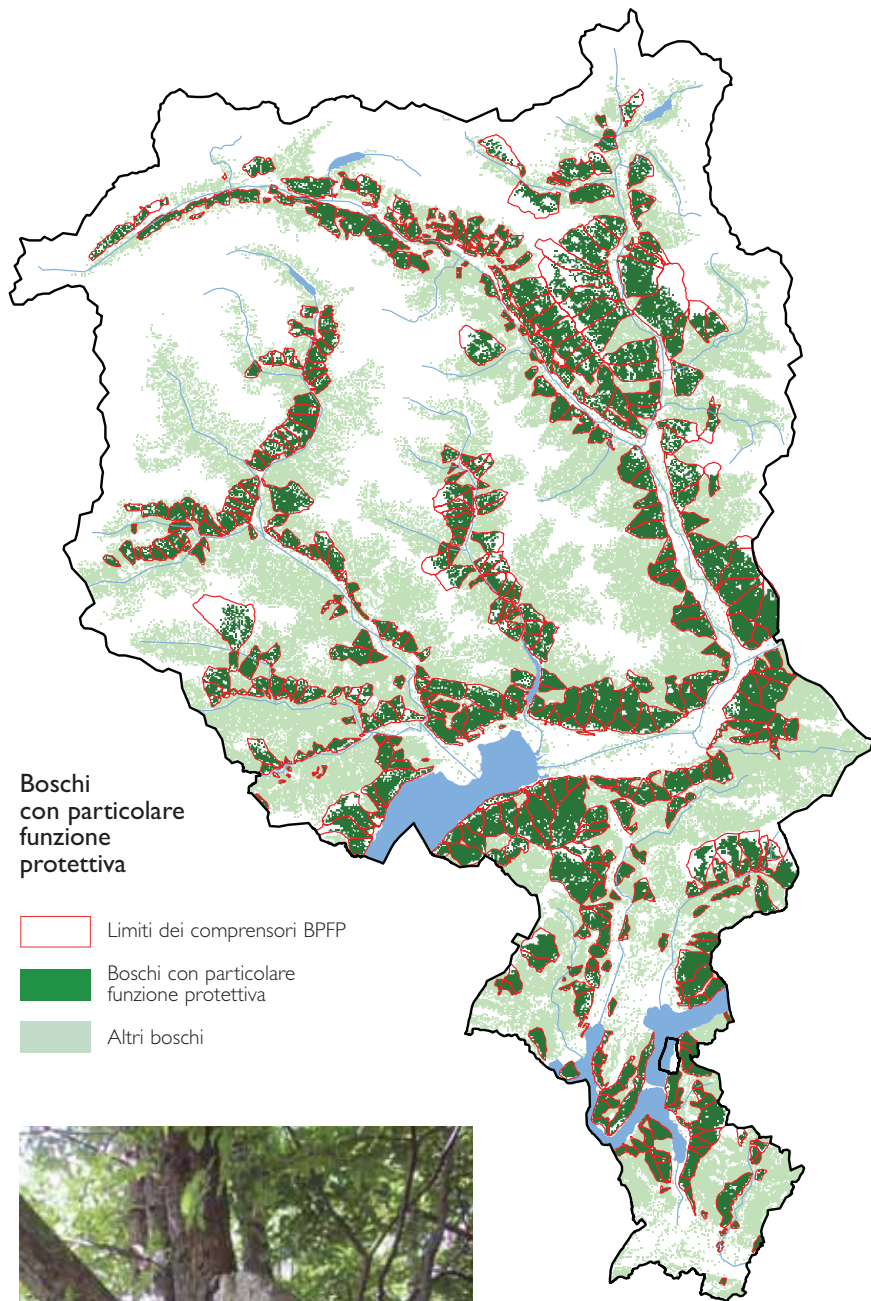 Boschi
con particolare
funzione
protettiva
Limiti dei comprensori BPFP
Boschi con particolare
funzione protettiva
Altri boschi